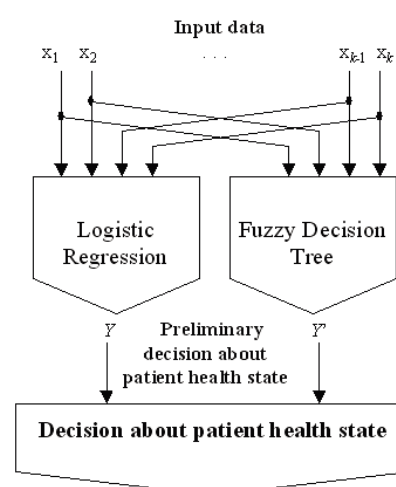 Input data
x1 x2 . . . xk-1 xk
Logistic
Regression
Fuzzy Decision
Tree
Y Preliminary Y'
decision about
patient health state
Decision about patient health state